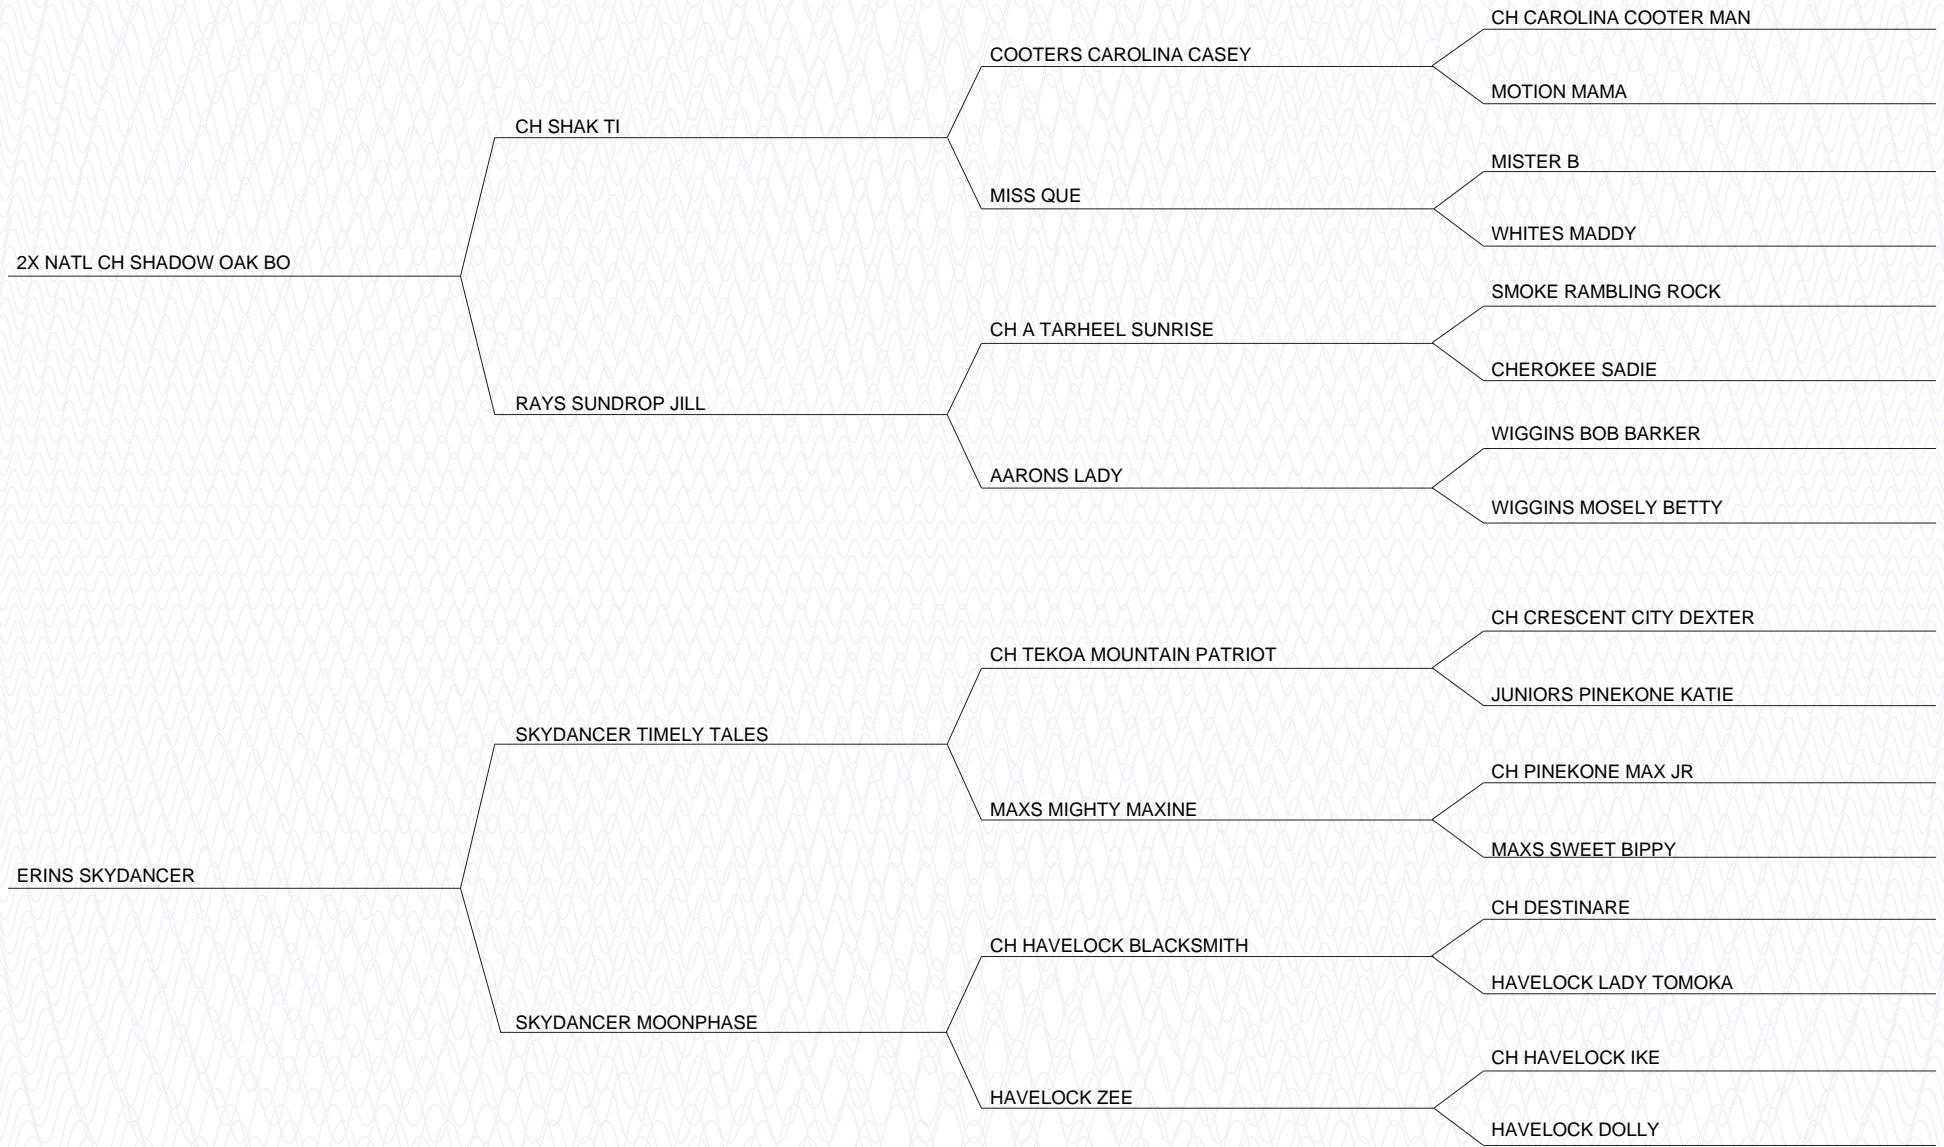 CH CAROLINA COOTER MAN
COOTERS CAROLINA CASEY
MOTION MAMA
CH SHAK TI
MISTER B
MISS QUE
WHITES MADDY
2X NATL CH SHADOW OAK BO
SMOKE RAMBLING ROCK
CH A TARHEEL SUNRISE
CHEROKEE SADIE
RAYS SUNDROP JILL
WIGGINS BOB BARKER
AARONS LADY
WIGGINS MOSELY BETTY
CH CRESCENT CITY DEXTER
CH TEKOA MOUNTAIN PATRIOT
JUNIORS PINEKONE KATIE
SKYDANCER TIMELY TALES
CH PINEKONE MAX JR
MAXS MIGHTY MAXINE
MAXS SWEET BIPPY
ERINS SKYDANCER
CH DESTINARE
CH HAVELOCK BLACKSMITH
HAVELOCK LADY TOMOKA
SKYDANCER MOONPHASE
CH HAVELOCK IKE
HAVELOCK ZEE
HAVELOCK DOLLY